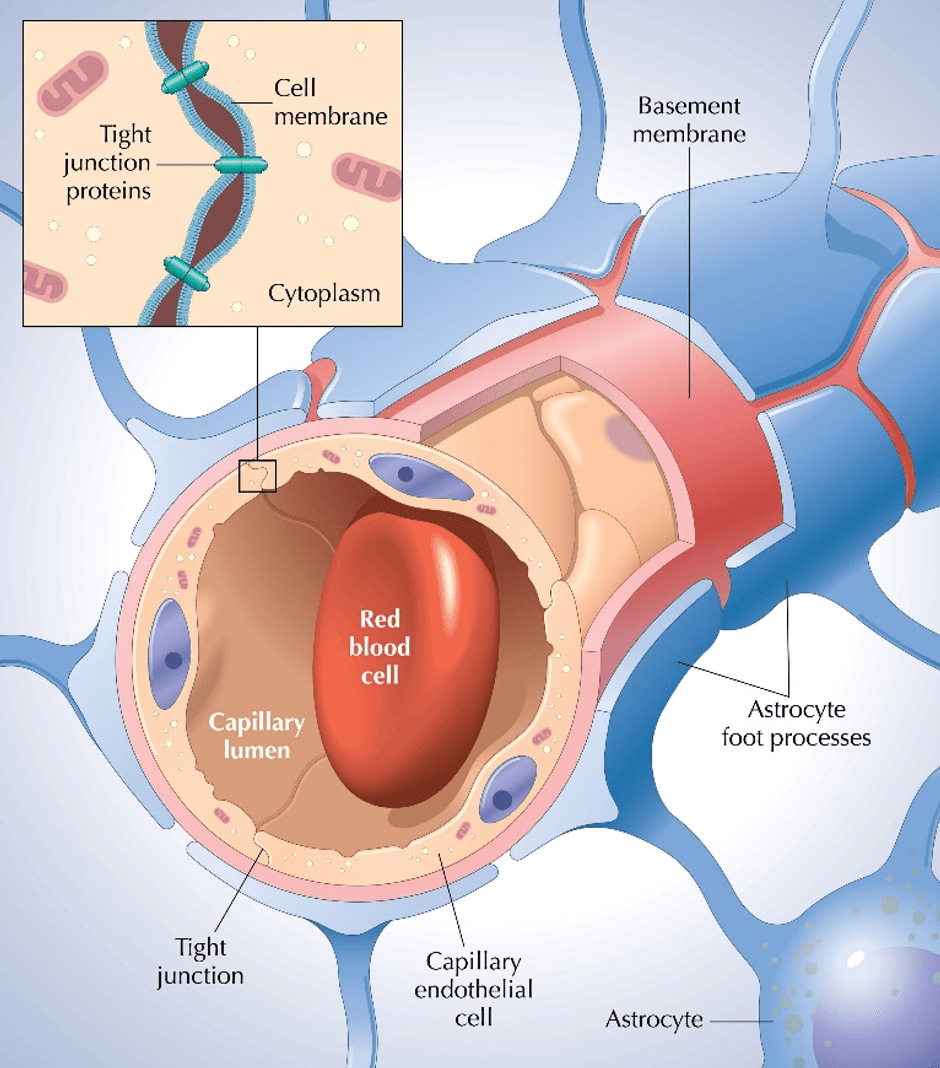 Cell
membrane
Tight
junction
proteins
Cytoplasm
Basement
membrane
Red
blood
cell
Capillary
lumen
Astrocyte
foot processes
Tight
junction
Capillary
endothelial
cell
Astrocyte